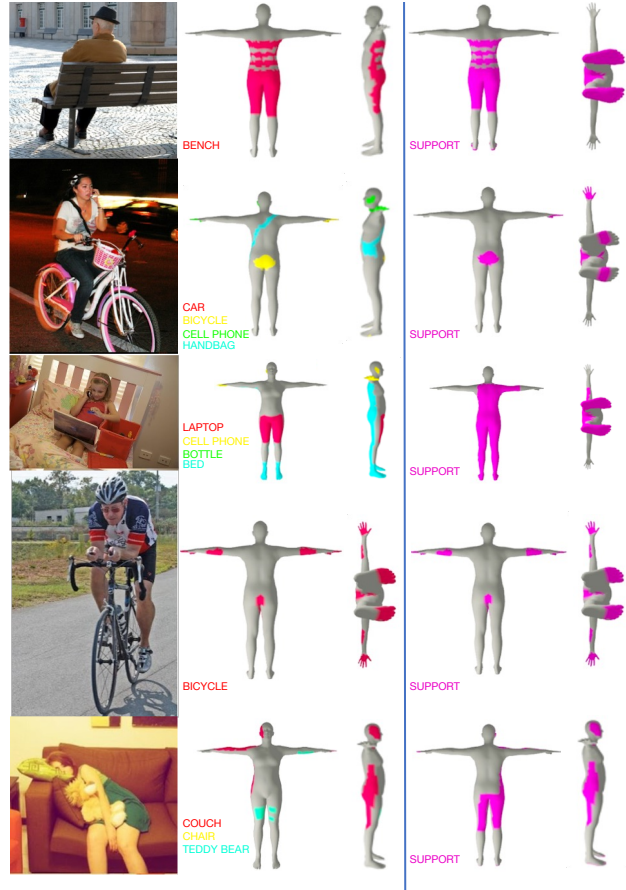 BENCH
SUPPORT
CAR
BICYCLE
CELL PHONE
HANDBAG
SUPPORT
LAPTOP
CELL PHONE
BOTTLE
BED
SUPPORT
BICYCLE
SUPPORT
COUCH
CHAIR
TEDDY BEAR
SUPPORT